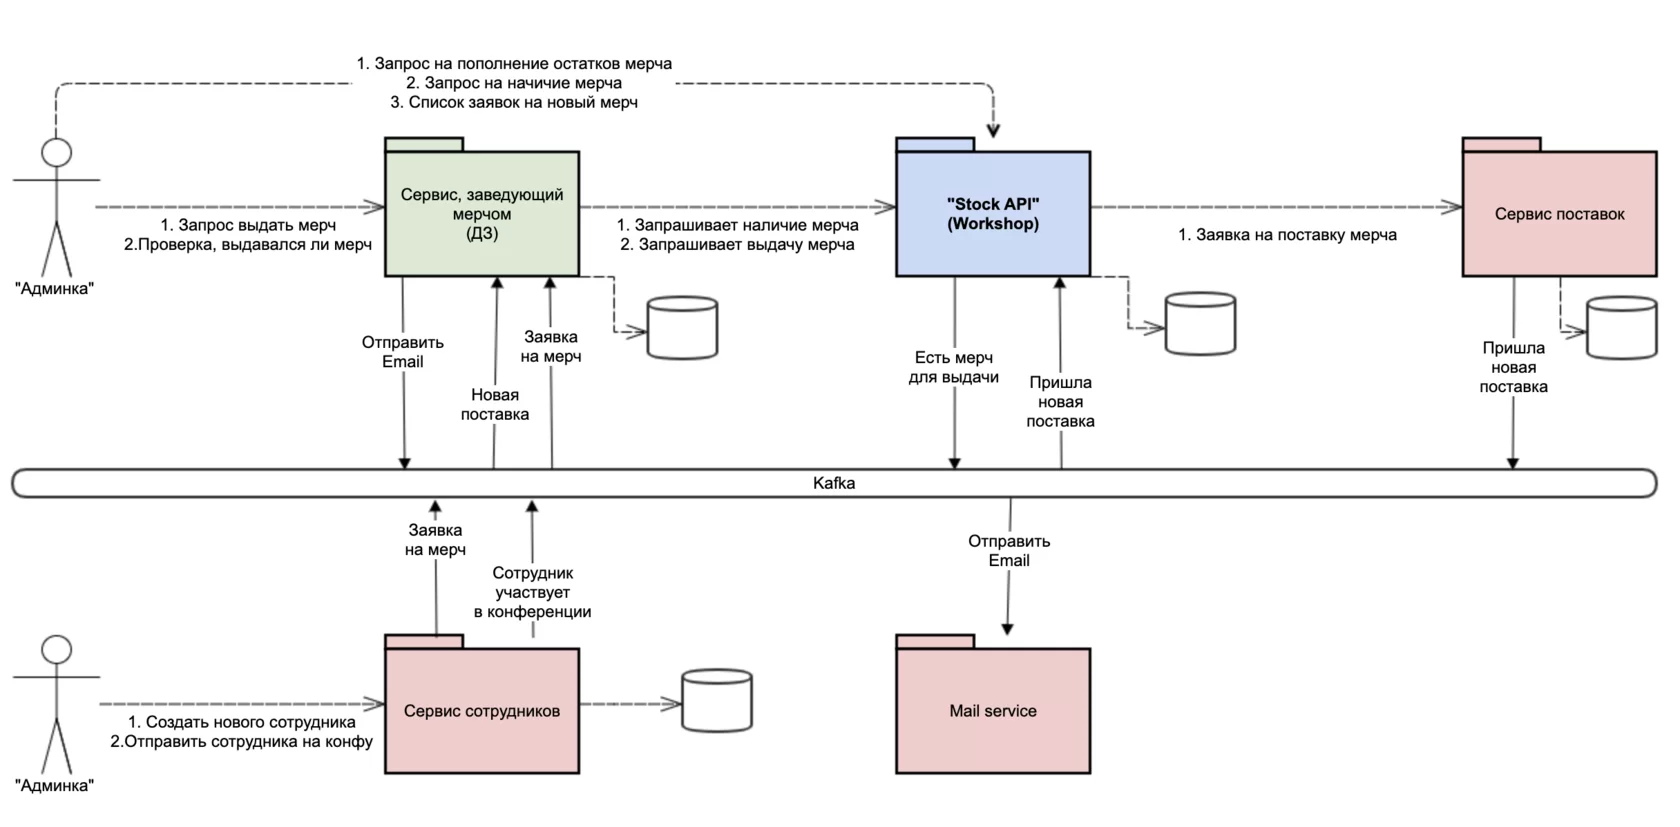 1. Запрос на пополнение остатков мерча
2. Запрос на начичие мерча
3. Список заявок на новый мерч
"Админка"
1. Запрос выдать мерч
2.Проверка, выдавался ли мерч
Сервис, заведующий
мерчом
(ДЗ)
1. Запрашивает наличие мерча
2. Запрашивает выдачу мерча
"Stock API"
(Workshop)
1. Заявка на поставку мерча
Сервис поставок
Отправить
Email
Новая
поставка
Заявка
на мерч
Есть мерч
для выдачи
Пришла
новая
поставка
Пришла
новая
поставка
Kafka
Заявка
на мерч
Сотрудник
участвует
в конференции
Отправить
Email
"Админка"
1. Создать нового сотрудника
2.Отправить сотрудника на конфу
Сервис сотрудников
Mail service